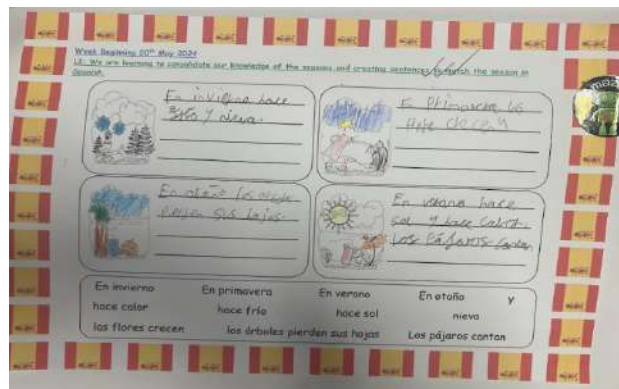 Week Beginning 20th May 2024
LI: We are learning to consolidate our knowledge of the seasons and creating sentences to match the season in
Spanish.
En invierno hace
frío y nieva.
En
En otoño los
sus hojas.
En verano hace
sol y hace calor.
Los pájaros cantan
En invierno En primavera En verano En otoño y
hace calor hace frío hace sol nieva
las flores crecen los árboles pierden sus hojas Los pájaros cantan